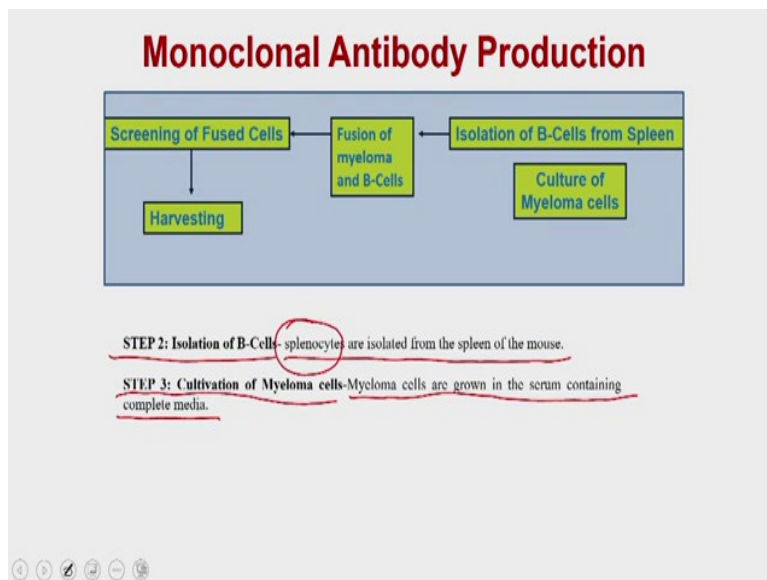 Monoclonal Antibody Production
Screening of Fused Cells
Fusion of
myeloma
and B-Cells
Isolation of B-Cells from Spleen
Culture of
Myeloma cells
Harvesting
STEP 2: Isolation of B-Cells- splenocytes are isolated from the spleen of the mouse.
STEP 3: Cultivation of Myeloma cells-Myeloma cells are grown in the serum containing
complete media.